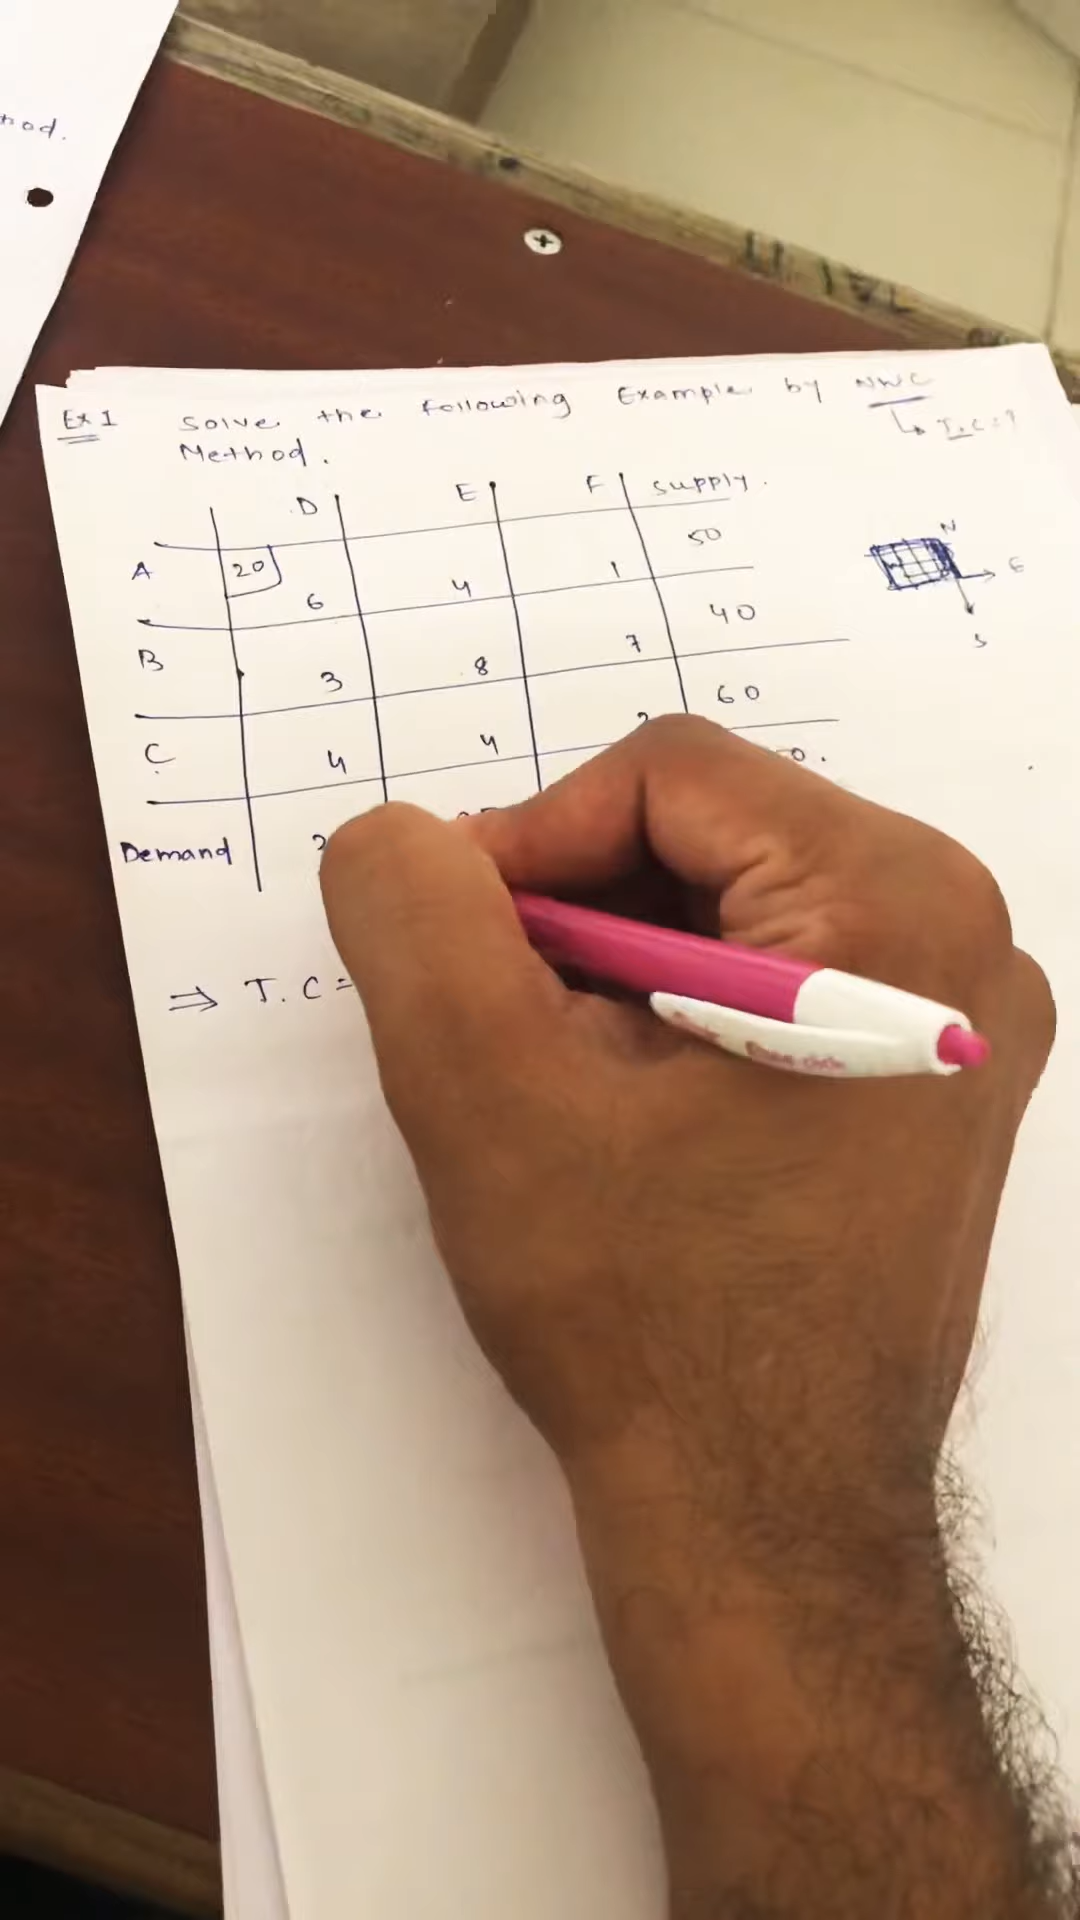 hod.
Ex 1 Solve the following Example by NWC
↳ T.C = ?
Method.
D E F supply.
A 20 6 4 1 50
B 3 8 7 40
C 4 4 60
Demand
N
E
S
⇒ T. C =